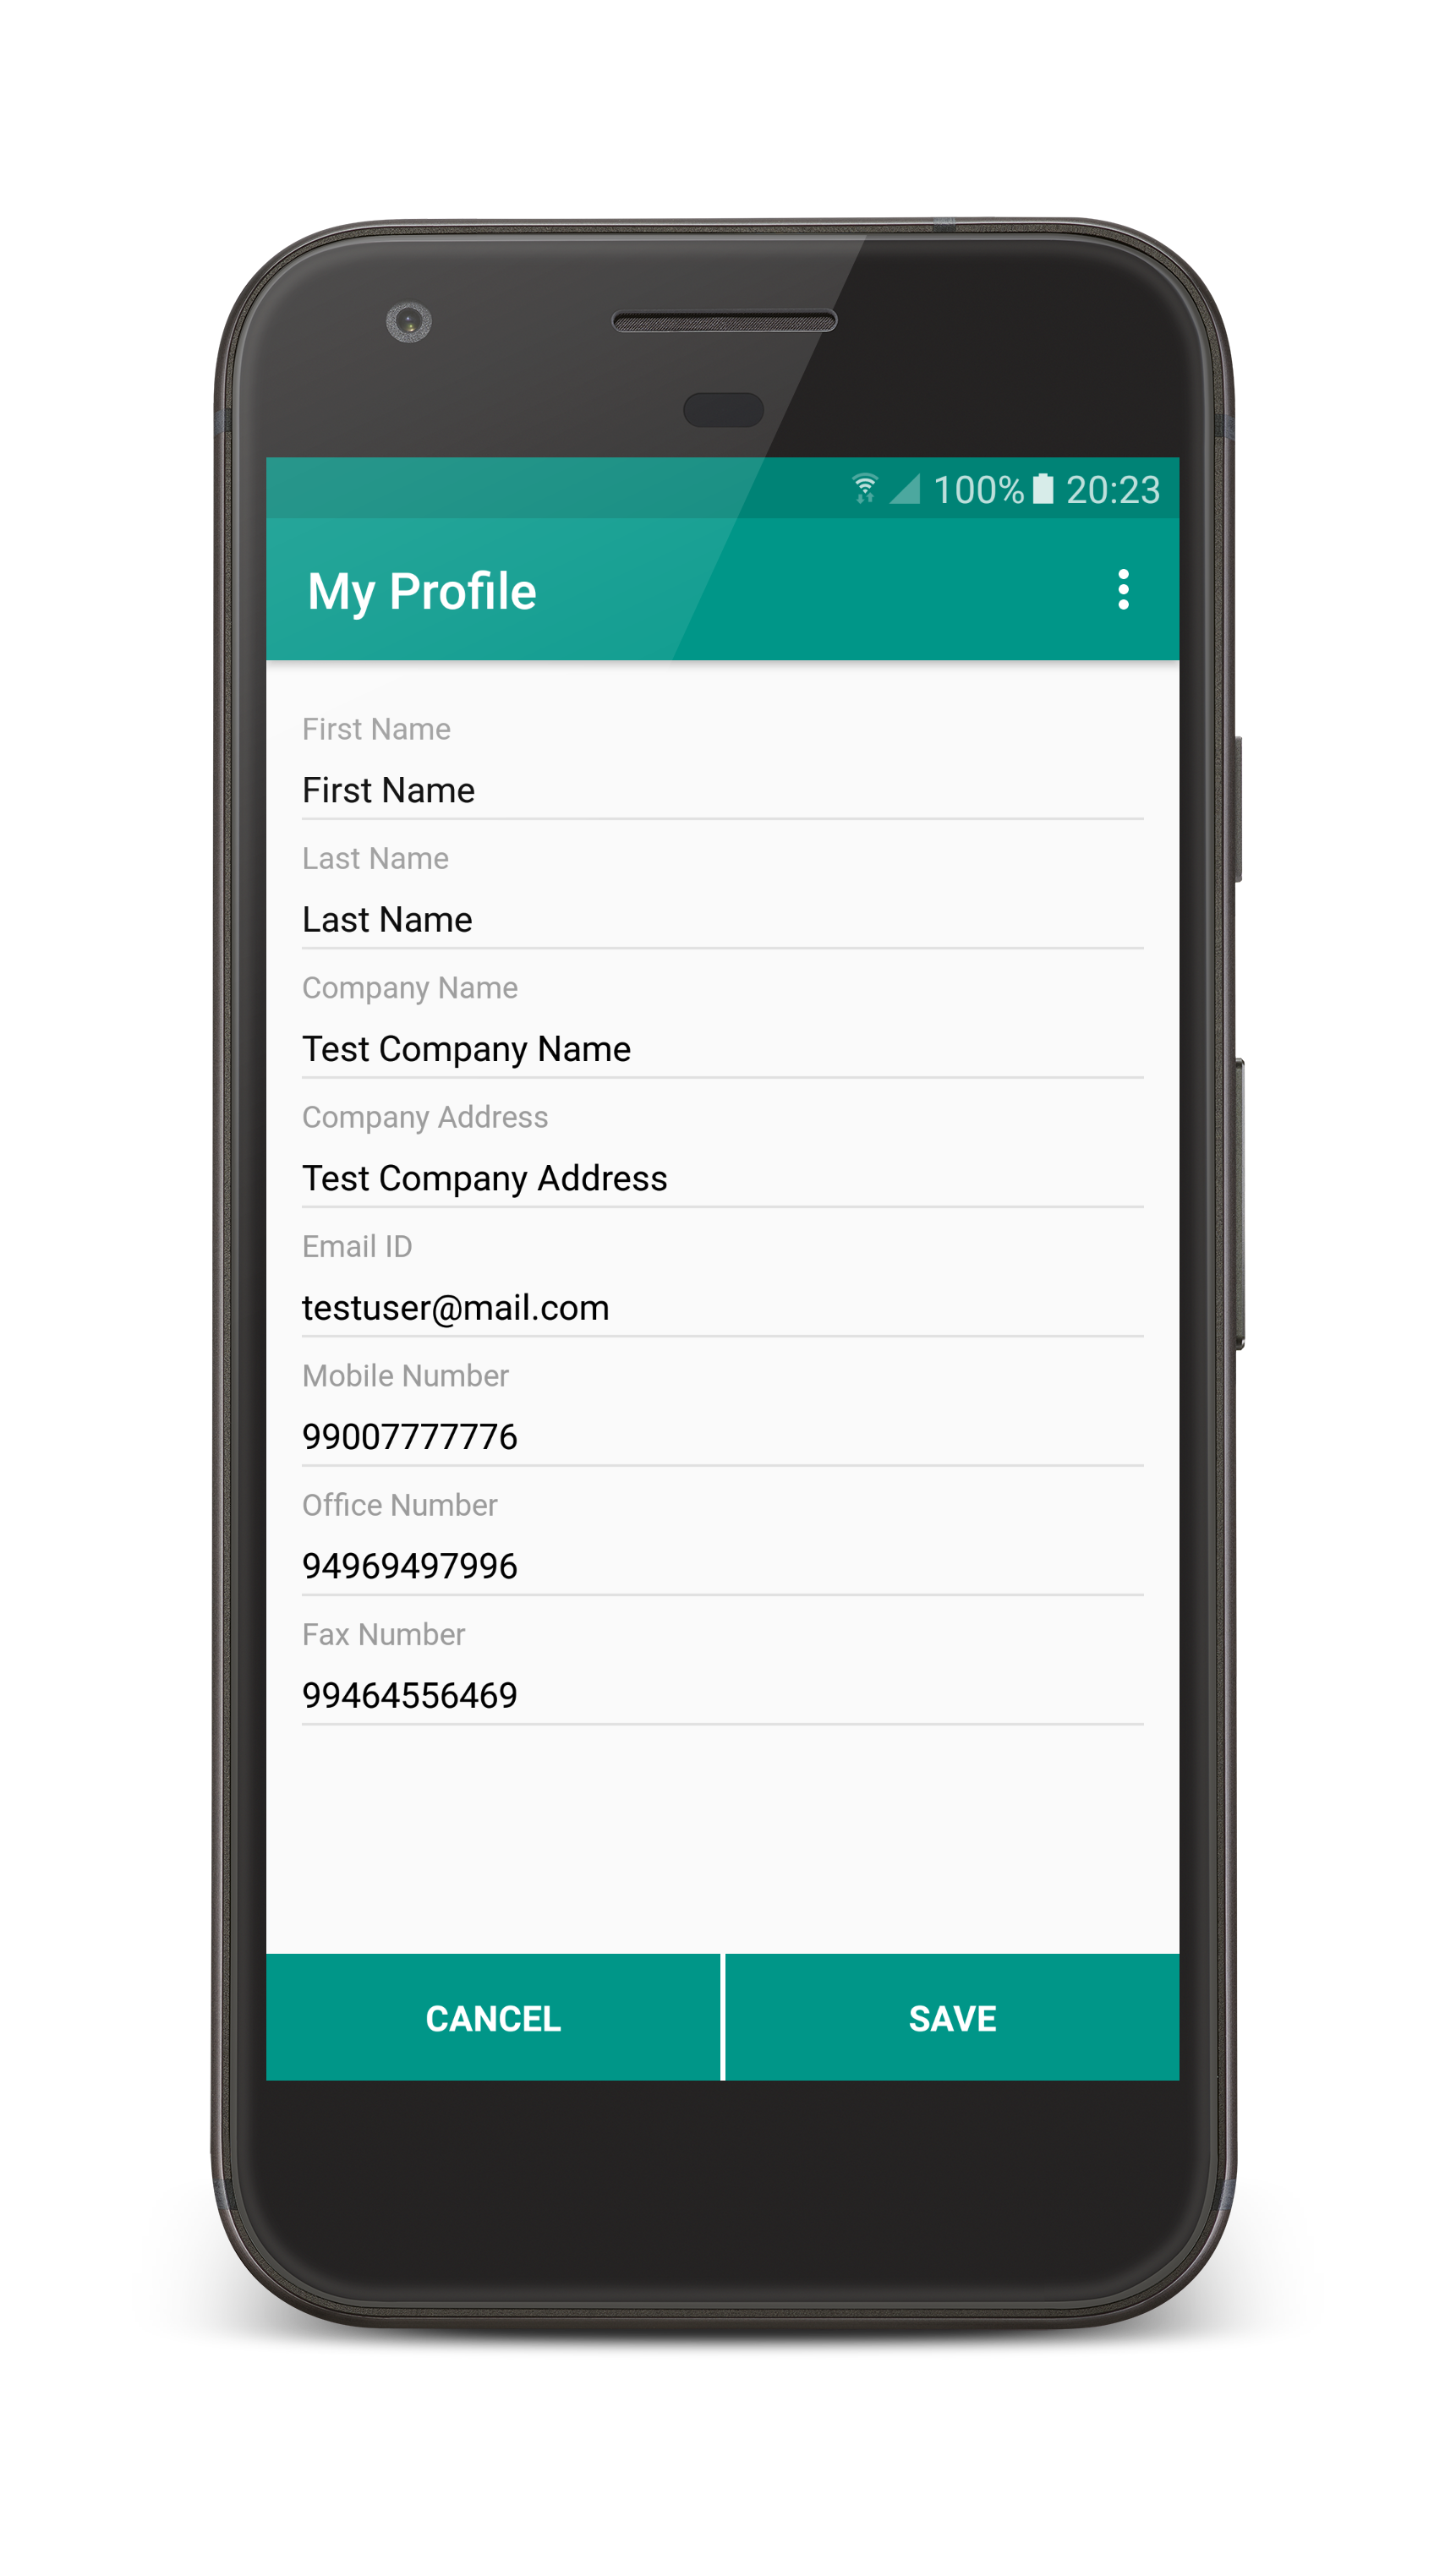 100% 20:23
My Profile
First Name
First Name
Last Name
Last Name
Company Name
Test Company Name
Company Address
Test Company Address
Email ID
testuser@mail.com
Mobile Number
99007777776
Office Number
94969497996
Fax Number
99464556469
CANCEL SAVE